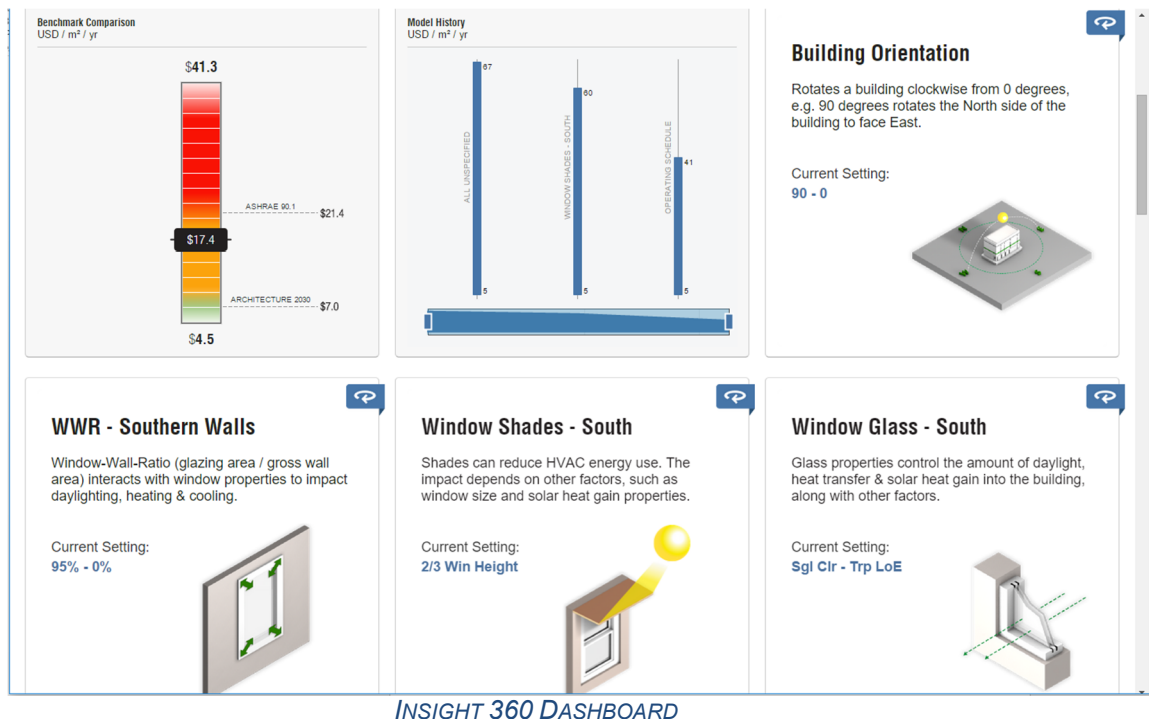 Benchmark Comparison
USD / m² / yr
$41.3
ASHRAE 90.1
$21.4
$17.4
ARCHITECTURE 2030
$7.0
$4.5
Model History
USD / m² / yr
67
ALL UNSPECIFIED
5
60
WINDOW SHADES - SOUTH
5
41
OPERATING SCHEDULE
5
Building Orientation
Rotates a building clockwise from 0 degrees,
e.g. 90 degrees rotates the North side of the
building to face East.
Current Setting:
90 - 0
WWR - Southern Walls
Window-Wall-Ratio (glazing area / gross wall
area) interacts with window properties to impact
daylighting, heating & cooling.
Current Setting:
95% - 0%
Window Shades - South
Shades can reduce HVAC energy use. The
impact depends on other factors, such as
window size and solar heat gain properties.
Current Setting:
2/3 Win Height
Window Glass - South
Glass properties control the amount of daylight,
heat transfer & solar heat gain into the building,
along with other factors.
Current Setting:
Sgl Clr - Trp LoE
INSIGHT 360 DASHBOARD